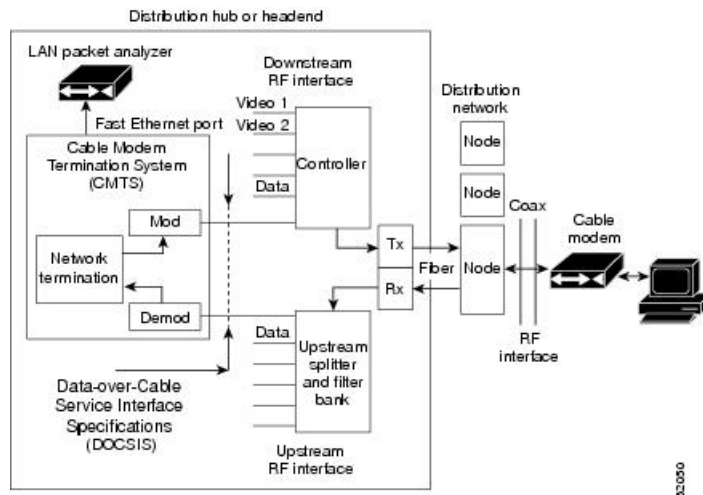 Distribution hub or headend
LAN packet analyzer
Fast Ethernet port
Cable Modem
Termination System
(CMTS)
Mod
Network
termination
Demod
Data-over-Cable
Service Interface
Specifications
(DOCSIS)
Downstream
RF interface
Video 1
Video 2
Data
Controller
Data
Upstream
splitter
and filter
bank
Upstream
RF interface
Tx
Rx
Fiber
Distribution
network
Node
Node
Node
Coax
RF
interface
Cable
modem
62059